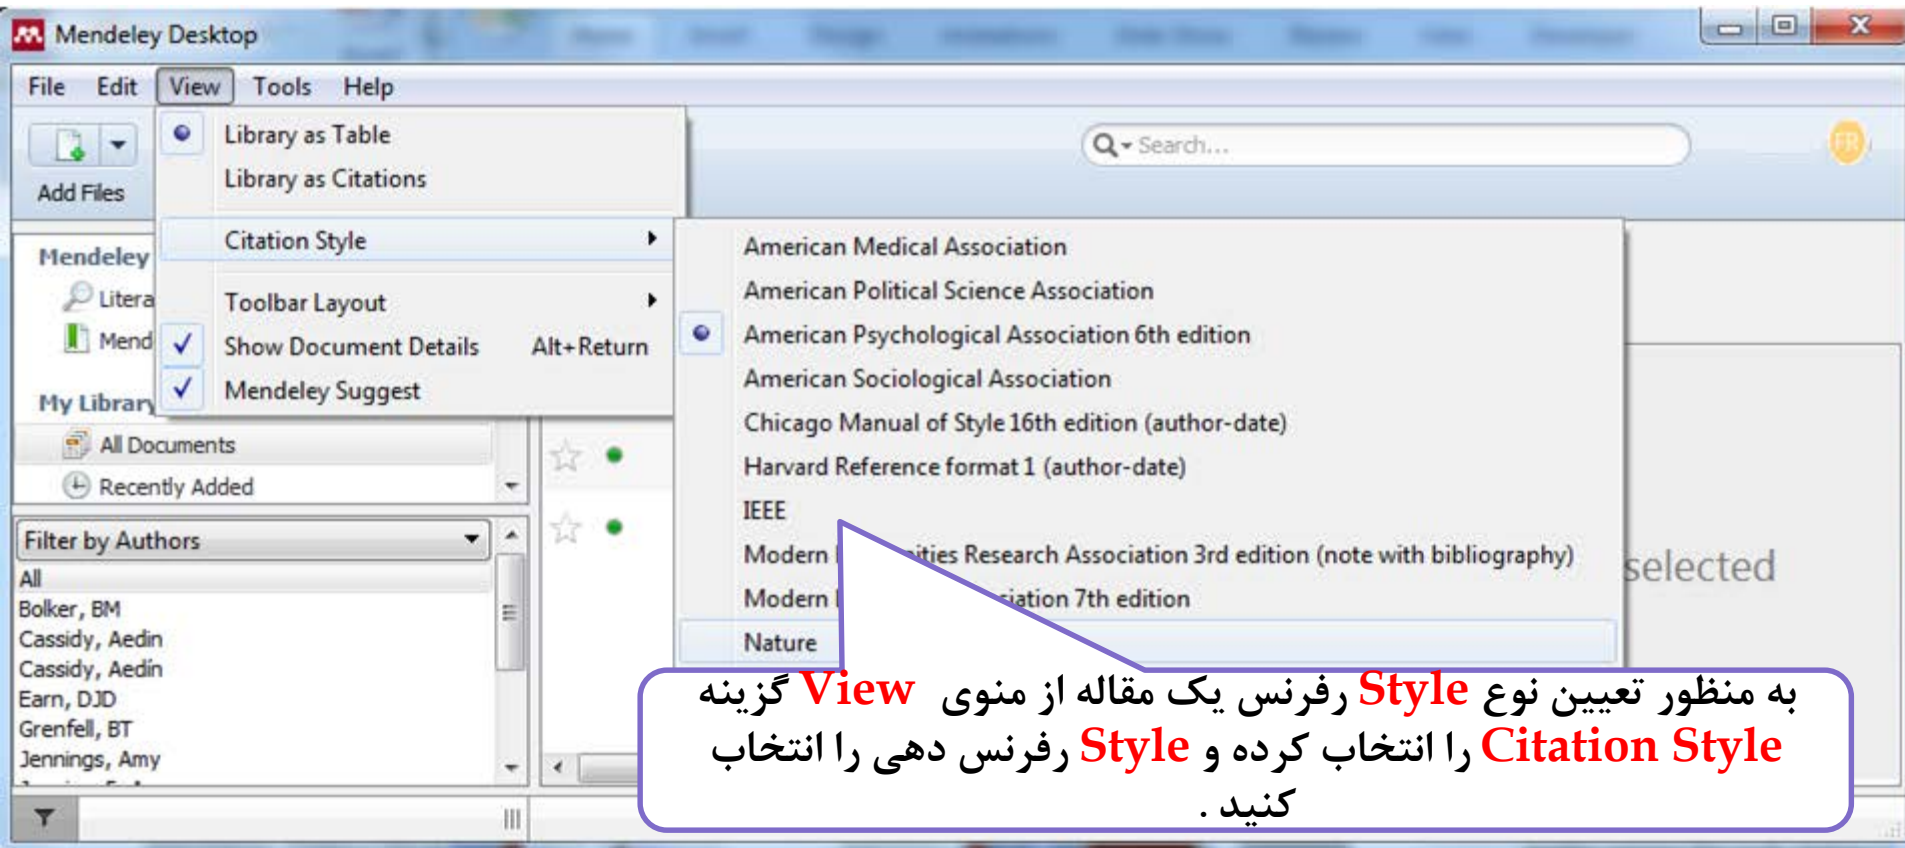 Mendeley Desktop
File Edit View Tools Help
Library as Table
Search...
FR
Library as Citations
Add Files
Citation Style
American Medical Association
Mendeley
American Political Science Association
Litera
Toolbar Layout
American Psychological Association 6th edition
Mend
Show Document Details Alt+Return
American Sociological Association
Mendeley Suggest
My Library
Chicago Manual of Style 16th edition (author-date)
All Documents
Harvard Reference format 1 (author-date)
Recently Added
IEEE
Filter by Authors
Modern nities Research Association 3rd edition (note with bibliography)
selected
All
Modern ciation 7th edition
Bolker, BM
Nature
Cassidy, Aedin
Cassidy, Aedín
Earn, DJD
Grenfell, BT
Jennings, Amy
به منظور تعیین نوع Style رفرنس یک مقاله از منوی View گزینه
Citation Style را انتخاب کرده و Style رفرنس دهی را انتخاب
کنید .